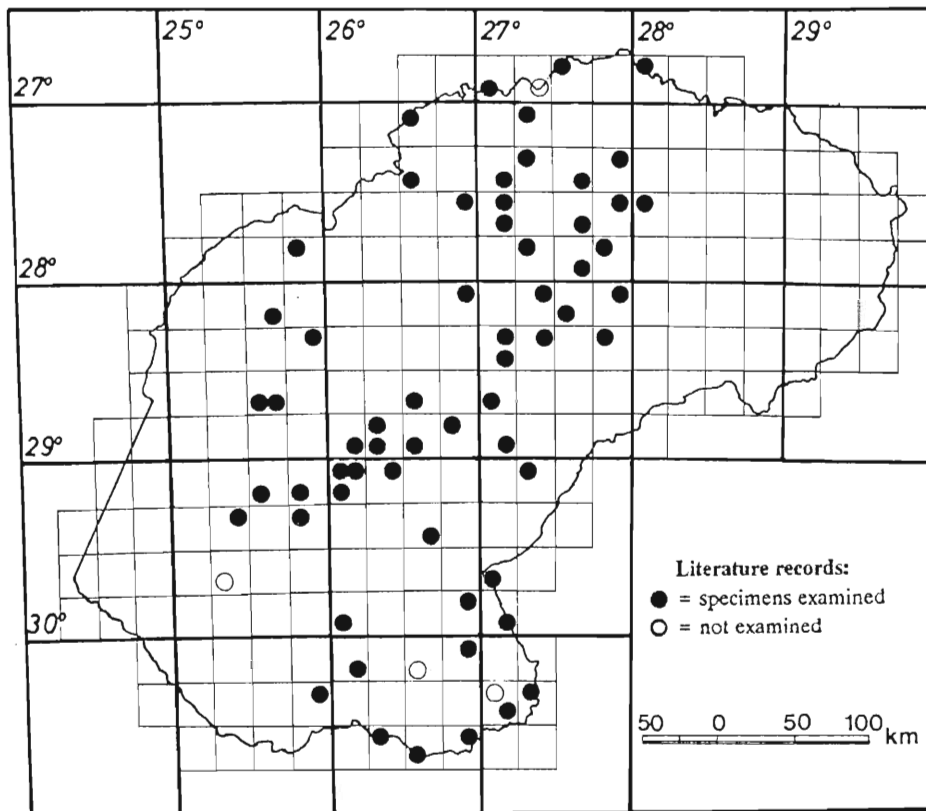 25° 26° 27° 28° 29°
27°
28°
29°
30°
Literature records:
● = specimens examined
○ = not examined
50 0 50 100 km